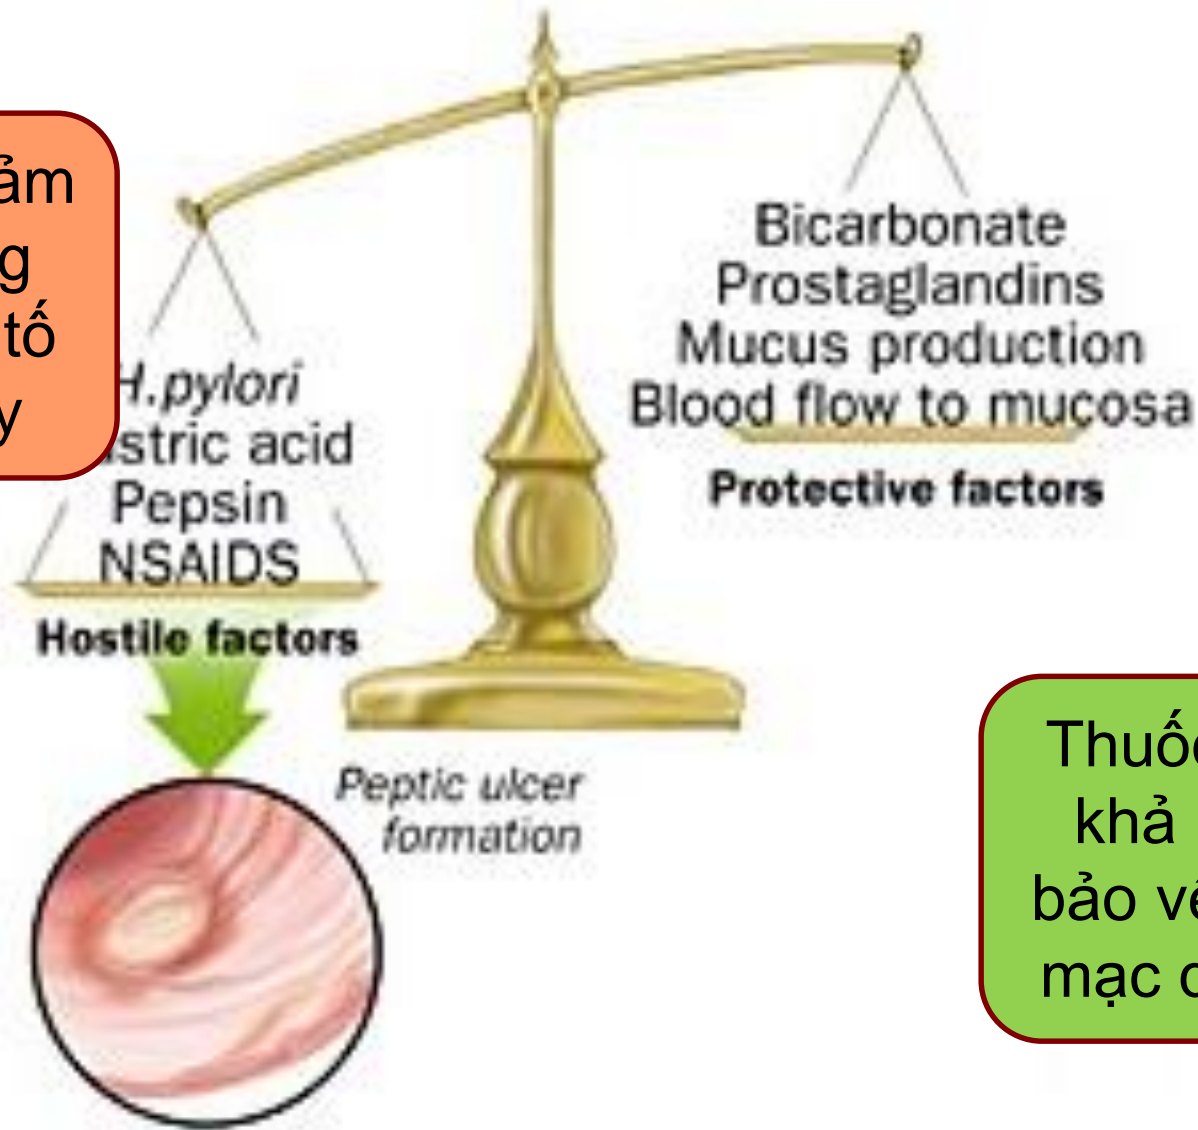 ảm
g
tố
y
H.pylori
stric acid
Pepsin
NSAIDS
Hostile factors
Bicarbonate
Prostaglandins
Mucus production
Blood flow to mucosa
Protective factors
Peptic ulcer
formation
Thuốc
khả
bảo vệ
mạc